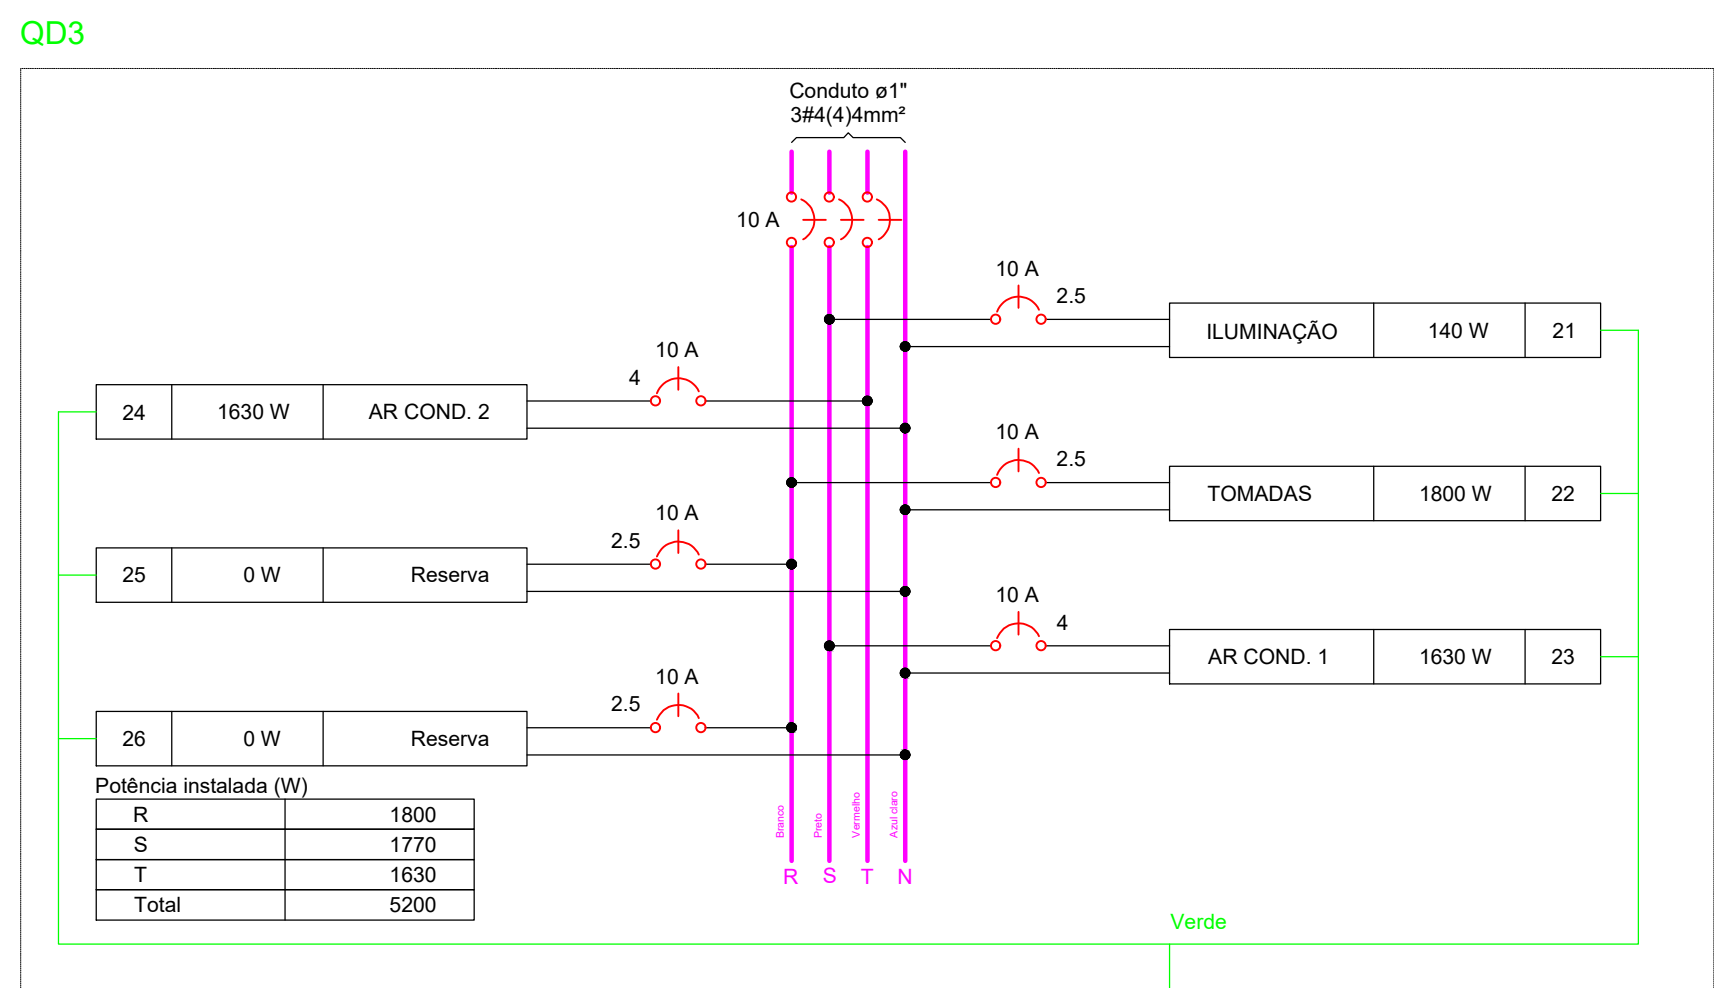 QD3
Conduto ø1"
3#4(4)4mm²
10 A
10 A
2.5
ILUMINAÇÃO 140 W 21
10 A
4
24 1630 W AR COND. 2
10 A
2.5
TOMADAS 1800 W 22
10 A
2.5
25 0 W Reserva
10 A
4
AR COND. 1 1630 W 23
10 A
2.5
26 0 W Reserva
Potência instalada (W)
R 1800
S 1770
T 1630
Total 5200
Branco
Preto
Vermelho
Azul claro
R S T N
Verde